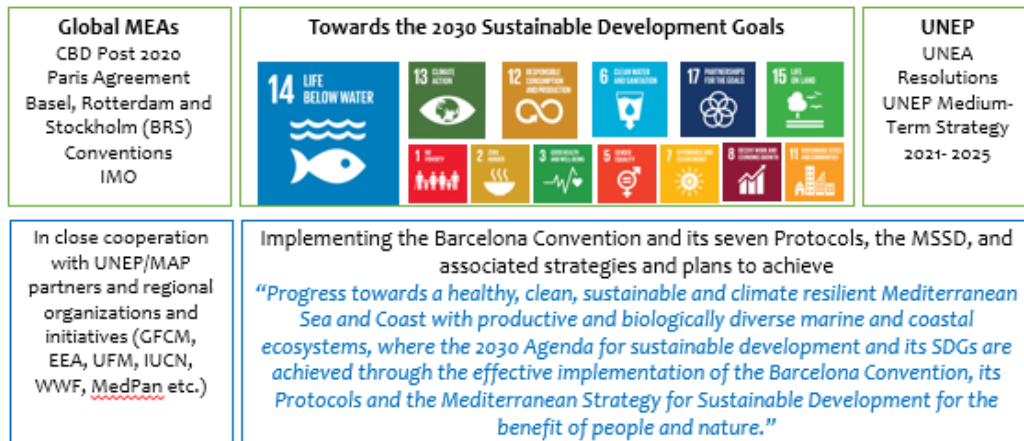 Global MEAs
CBD Post 2020
Paris Agreement
Basel, Rotterdam and
Stockholm (BRS)
Conventions
IMO
Towards the 2030 Sustainable Development Goals
14 LIFE
BELOW WATER
13 CLIMATE
ACTION
12 RESPONSIBLE
CONSUMPTION
AND PRODUCTION
6 CLEAN WATER
AND SANITATION
17 PARTNERSHIPS
FOR THE GOALS
15 LIFE
ON LAND
1 NO
POVERTY
2 ZERO
HUNGER
3 GOOD HEALTH
AND WELL-BEING
5 GENDER
EQUALITY
7 AFFORDABLE AND
CLEAN ENERGY
8 DECENT WORK AND
ECONOMIC GROWTH
11 SUSTAINABLE CITIES
AND COMMUNITIES
UNEP
UNEA
Resolutions
UNEP Medium-
Term Strategy
2021- 2025
In close cooperation
with UNEP/MAP
partners and regional
organizations and
initiatives (GFCM,
EEA, UFM, IUCN,
WWF, MedPan etc.)
Implementing the Barcelona Convention and its seven Protocols, the MSSD, and
associated strategies and plans to achieve
“Progress towards a healthy, clean, sustainable and climate resilient Mediterranean
Sea and Coast with productive and biologically diverse marine and coastal
ecosystems, where the 2030 Agenda for sustainable development and its SDGs are
achieved through the effective implementation of the Barcelona Convention, its
Protocols and the Mediterranean Strategy for Sustainable Development for the
benefit of people and nature.”